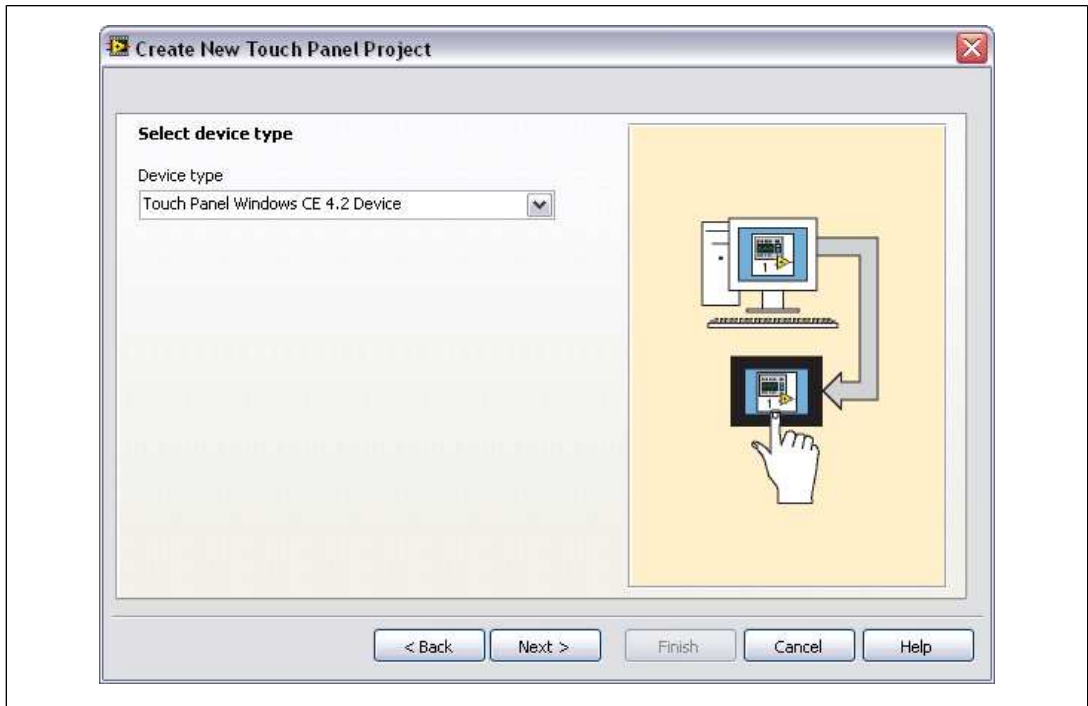 Create New Touch Panel Project
Select device type
Device type
Touch Panel Windows CE 4.2 Device
1
1
< Back Next > Finish Cancel Help